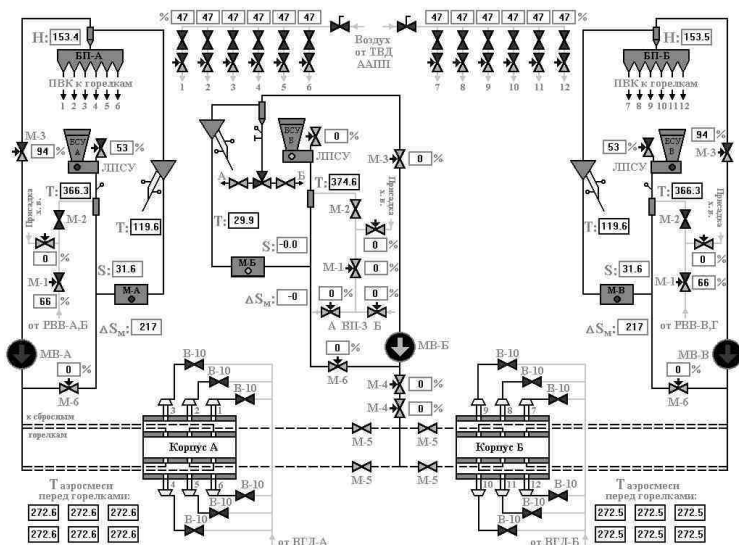 H: 153.4
БП-А
ПВК к горелкам
1 2 3 4 5 6
% 47 47 47 47 47 47
1 2 3 4 5 6
Воздух
от ТВД
ААПП
47 47 47 47 47 47 %
7 8 9 10 11 12
H: 153.5
БП-Б
ПВК к горелкам
7 8 9 10 11 12
М-3
94 %
БСУ
А
53 %
ЛПСУ
T: 366.3
М-2
Присадка
х. в.
0 %
T: 119.6
М-1
66 %
S: 31.6
М-А
от РВВ-А,Б
ΔSм: 217
МВ-А
0 %
М-6
T
БСУ
Б
0 %
ЛПСУ
А Б
T: 374.6
М-3 0 %
Присадка
х. в.
М-2
T: 29.9
0 %
S: -0.0
М-Б
М-1 0 %
ΔSм: -0
0 % 0 %
А ВП-3 Б
МВ-Б
0 %
М-6
М-4 0 %
М-4 0 %
53 %
БСУ
В
94 %
М-3
ЛПСУ
T: 366.3
М-2
Присадка
х. в.
0 %
T: 119.6
S: 31.6
М-1
66 %
М-В
от РВВ-В,Г
ΔSм: 217
МВ-В
0 %
М-6
В-10
В-10
В-10
3 2 1
к сбросным
горелкам
Корпус А
4 5 6
В-10
В-10
В-10
от ВГД-А
М-5 М-5
М-5 М-5
В-10
В-10
В-10
9 8 7
Корпус Б
10 11 12
В-10
В-10
В-10
от ВГД-Б
Т аэросмеси
перед горелками:
272.6 272.6 272.6
272.6 272.6 272.6
Т аэросмеси
перед горелками:
272.5 272.5 272.5
272.5 272.5 272.5